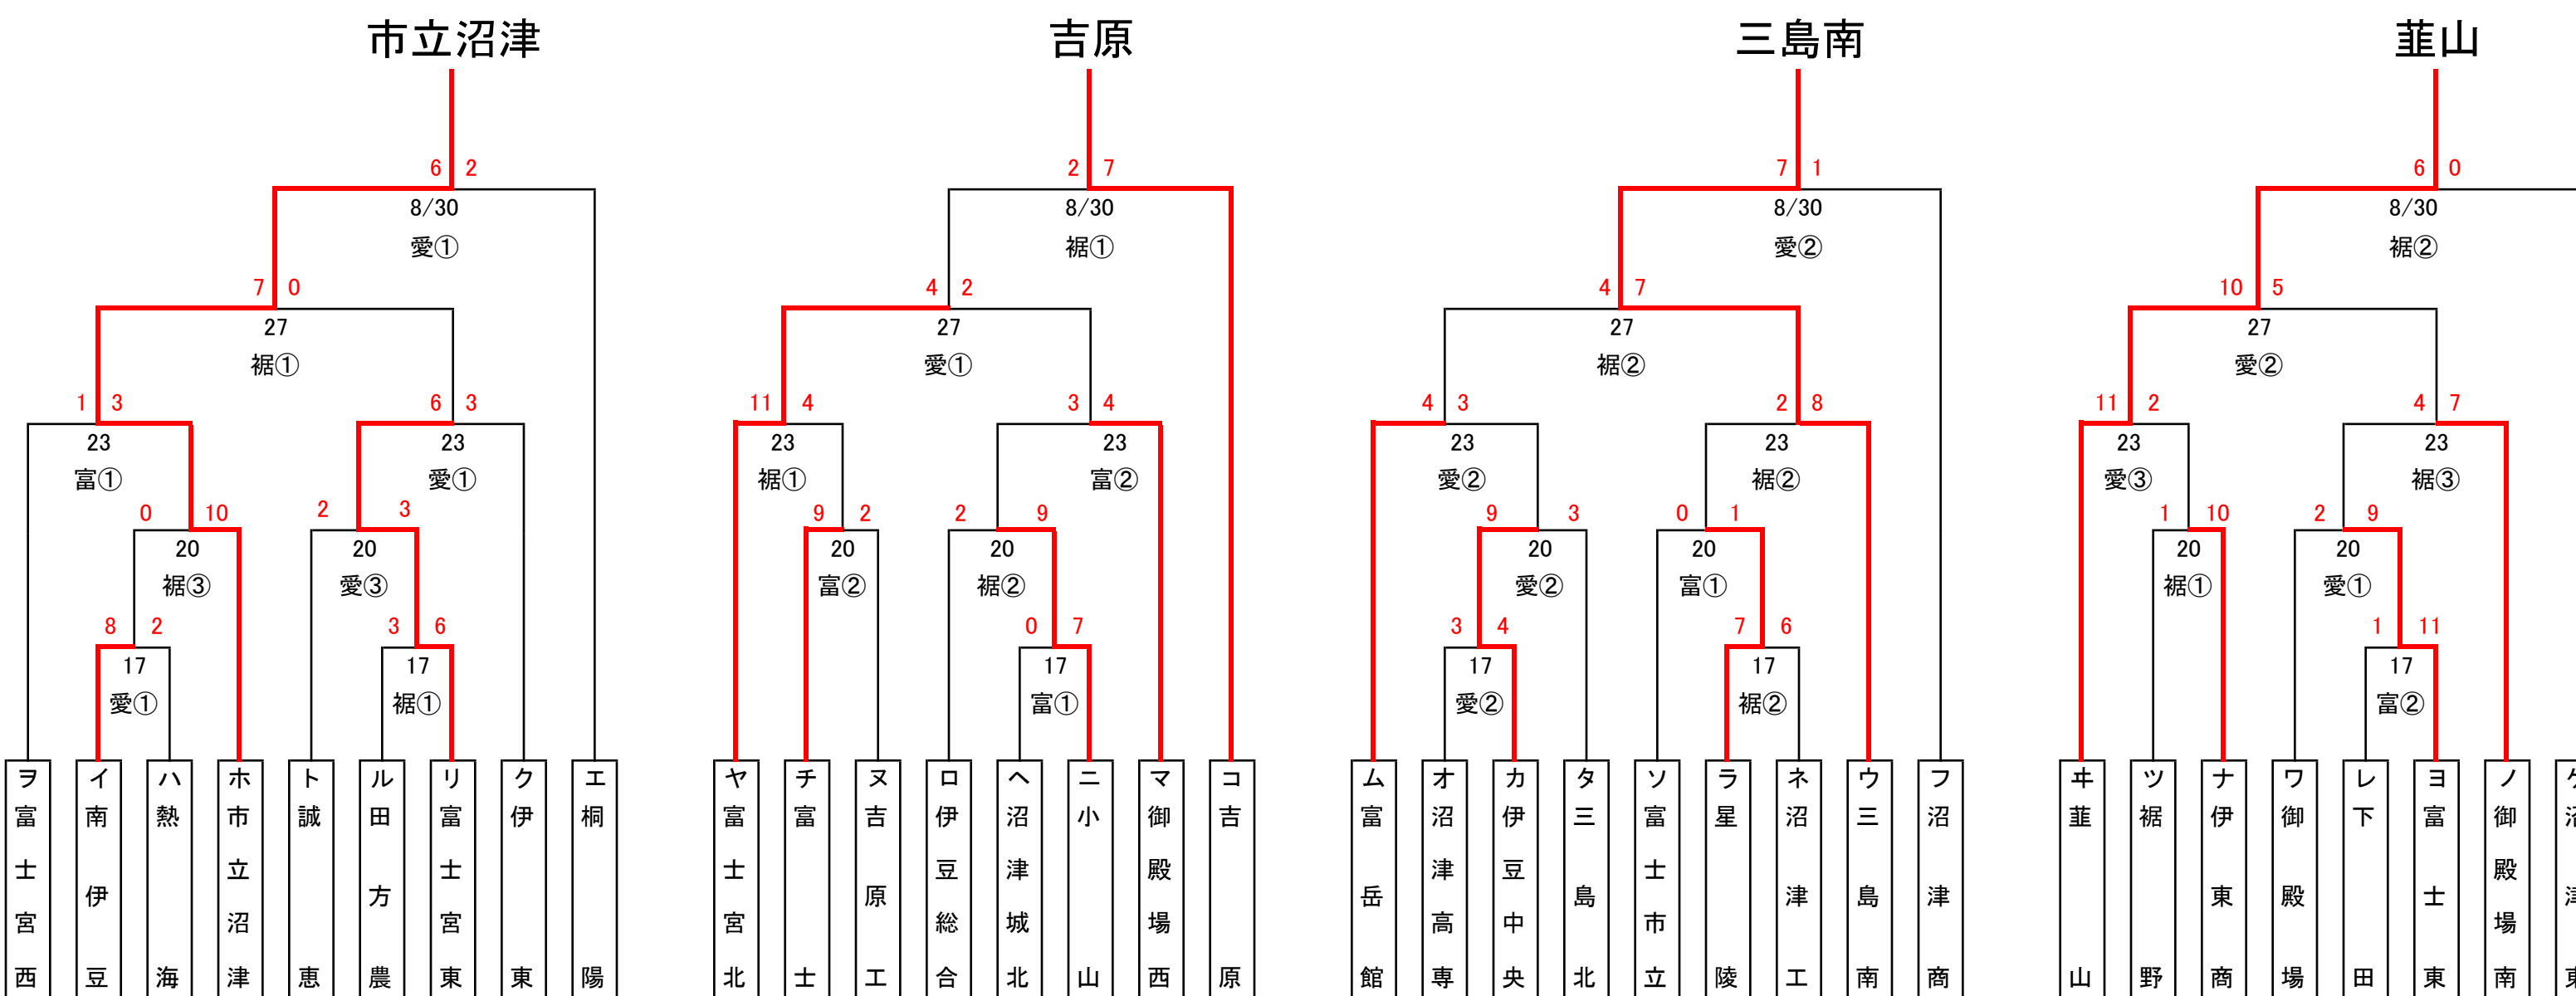 市立沼津 吉原 三島南 韮山
6 2 2 7 7 1 6 0
8/30 8/30 8/30 8/30
愛① 裾① 愛② 裾②
7 0 4 2 4 7 10 5
27 27 27 27
裾① 愛① 裾② 愛②
1 3 6 3 11 4 3 4 4 3 2 8 11 2 4 7
23 23 23 23 23 23 23 23
富① 愛① 裾① 富② 愛② 裾② 愛③ 裾③
0 10 2 3 9 2 2 9 9 3 0 1 1 10 2 9
20 20 20 20 20 20 20 20
裾③ 愛③ 富② 裾② 愛② 富① 裾① 愛①
8 2 3 6 0 7 3 4 7 6 1 11
17 17 17 17 17 17
愛① 裾① 富① 愛② 裾② 富②
ヲ富士宮西
イ南伊豆
ハ熱海
ホ市立沼津
ト誠恵
ル田方農
リ富士宮東
ク伊東
エ桐陽
ヤ富士宮北
チ富士
ヌ吉原工
ロ伊豆総合
ヘ沼津城北
ニ小山
マ御殿場西
コ吉原
ム富岳館
オ沼津高専
カ伊豆中央
タ三島北
ソ富士市立
ラ星陵
ネ沼津工
ウ三島南
フ沼津商
ヰ韮山
ツ裾野
ナ伊東商
ワ御殿場
レ下田
ヨ富士東
ノ御殿場南